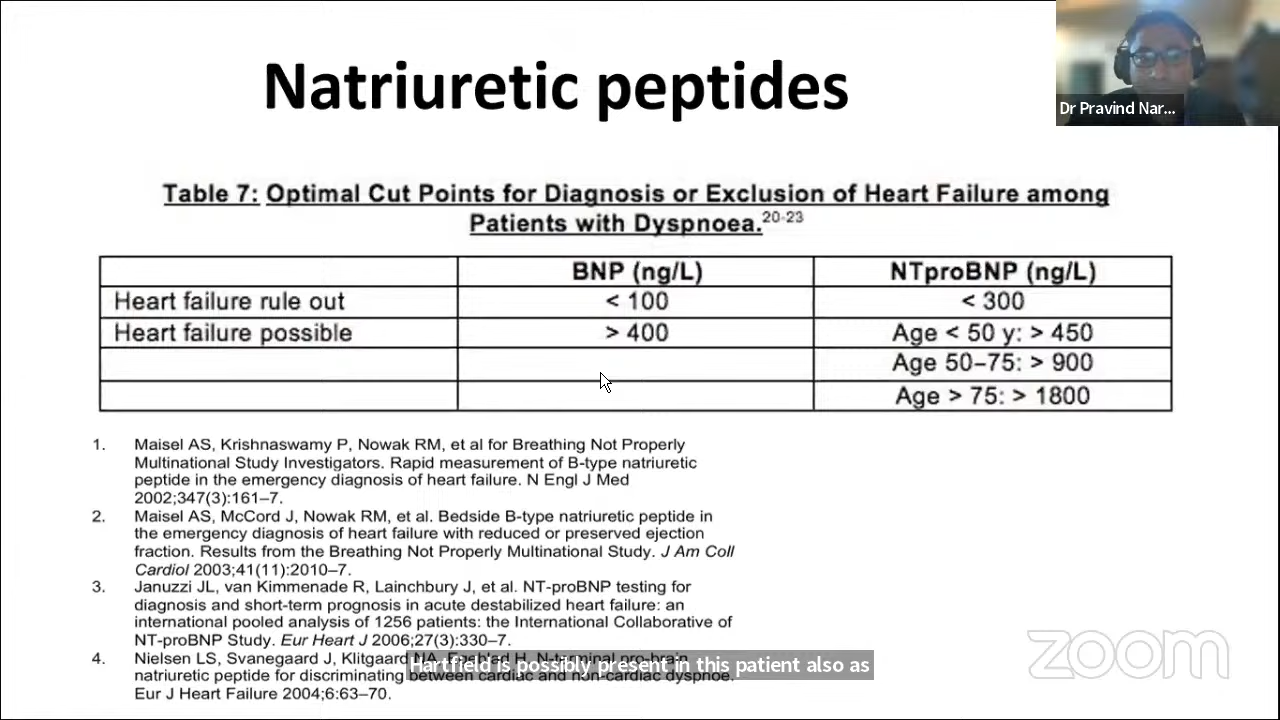 Natriuretic peptides
Dr Pravind Nar...
Table 7: Optimal Cut Points for Diagnosis or Exclusion of Heart Failure among
Patients with Dyspnoea.20-23
BNP (ng/L) NTproBNP (ng/L)
Heart failure rule out < 100 < 300
Heart failure possible > 400 Age < 50 y: > 450
Age 50–75: > 900
Age > 75: > 1800
1. Maisel AS, Krishnaswamy P, Nowak RM, et al for Breathing Not Properly
Multinational Study Investigators. Rapid measurement of B-type natriuretic
peptide in the emergency diagnosis of heart failure. N Engl J Med
2002;347(3):161–7.
2. Maisel AS, McCord J, Nowak RM, et al. Bedside B-type natriuretic peptide in
the emergency diagnosis of heart failure with reduced or preserved ejection
fraction. Results from the Breathing Not Properly Multinational Study. J Am Coll
Cardiol 2003;41(11):2010–7.
3. Januzzi JL, van Kimmenade R, Lainchbury J, et al. NT-proBNP testing for
diagnosis and short-term prognosis in acute destabilized heart failure: an
international pooled analysis of 1256 patients: the International Collaborative of
NT-proBNP Study. Eur Heart J 2006;27(3):330–7.
4. Nielsen LS, Svanegaard J, Klitgaard NA, H. N-terminal pro-brain
Hartfield is possibly present in this patient also as
natriuretic peptide for discriminating between cardiac and non-cardiac dyspnoe.
Eur J Heart Failure 2004;6:63–70.
zoom